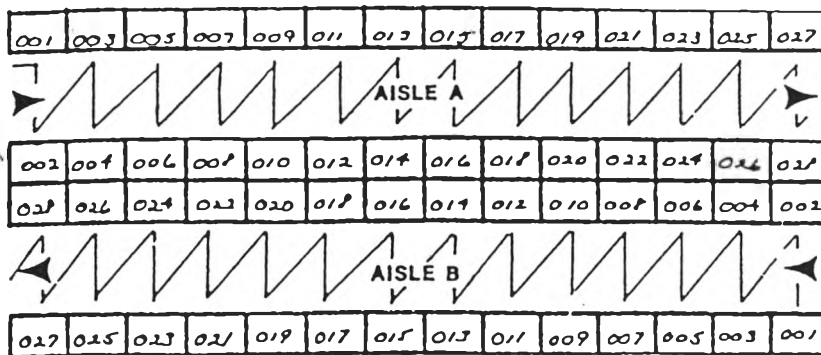 001 003 005 007 009 011 013 015 017 019 021 023 025 027
AISLE A
002 004 006 008 010 012 014 016 018 020 022 024 026 028
028 026 024 022 020 018 016 014 012 010 008 006 004 002
AISLE B
027 025 023 021 019 017 015 013 011 009 007 005 003 001